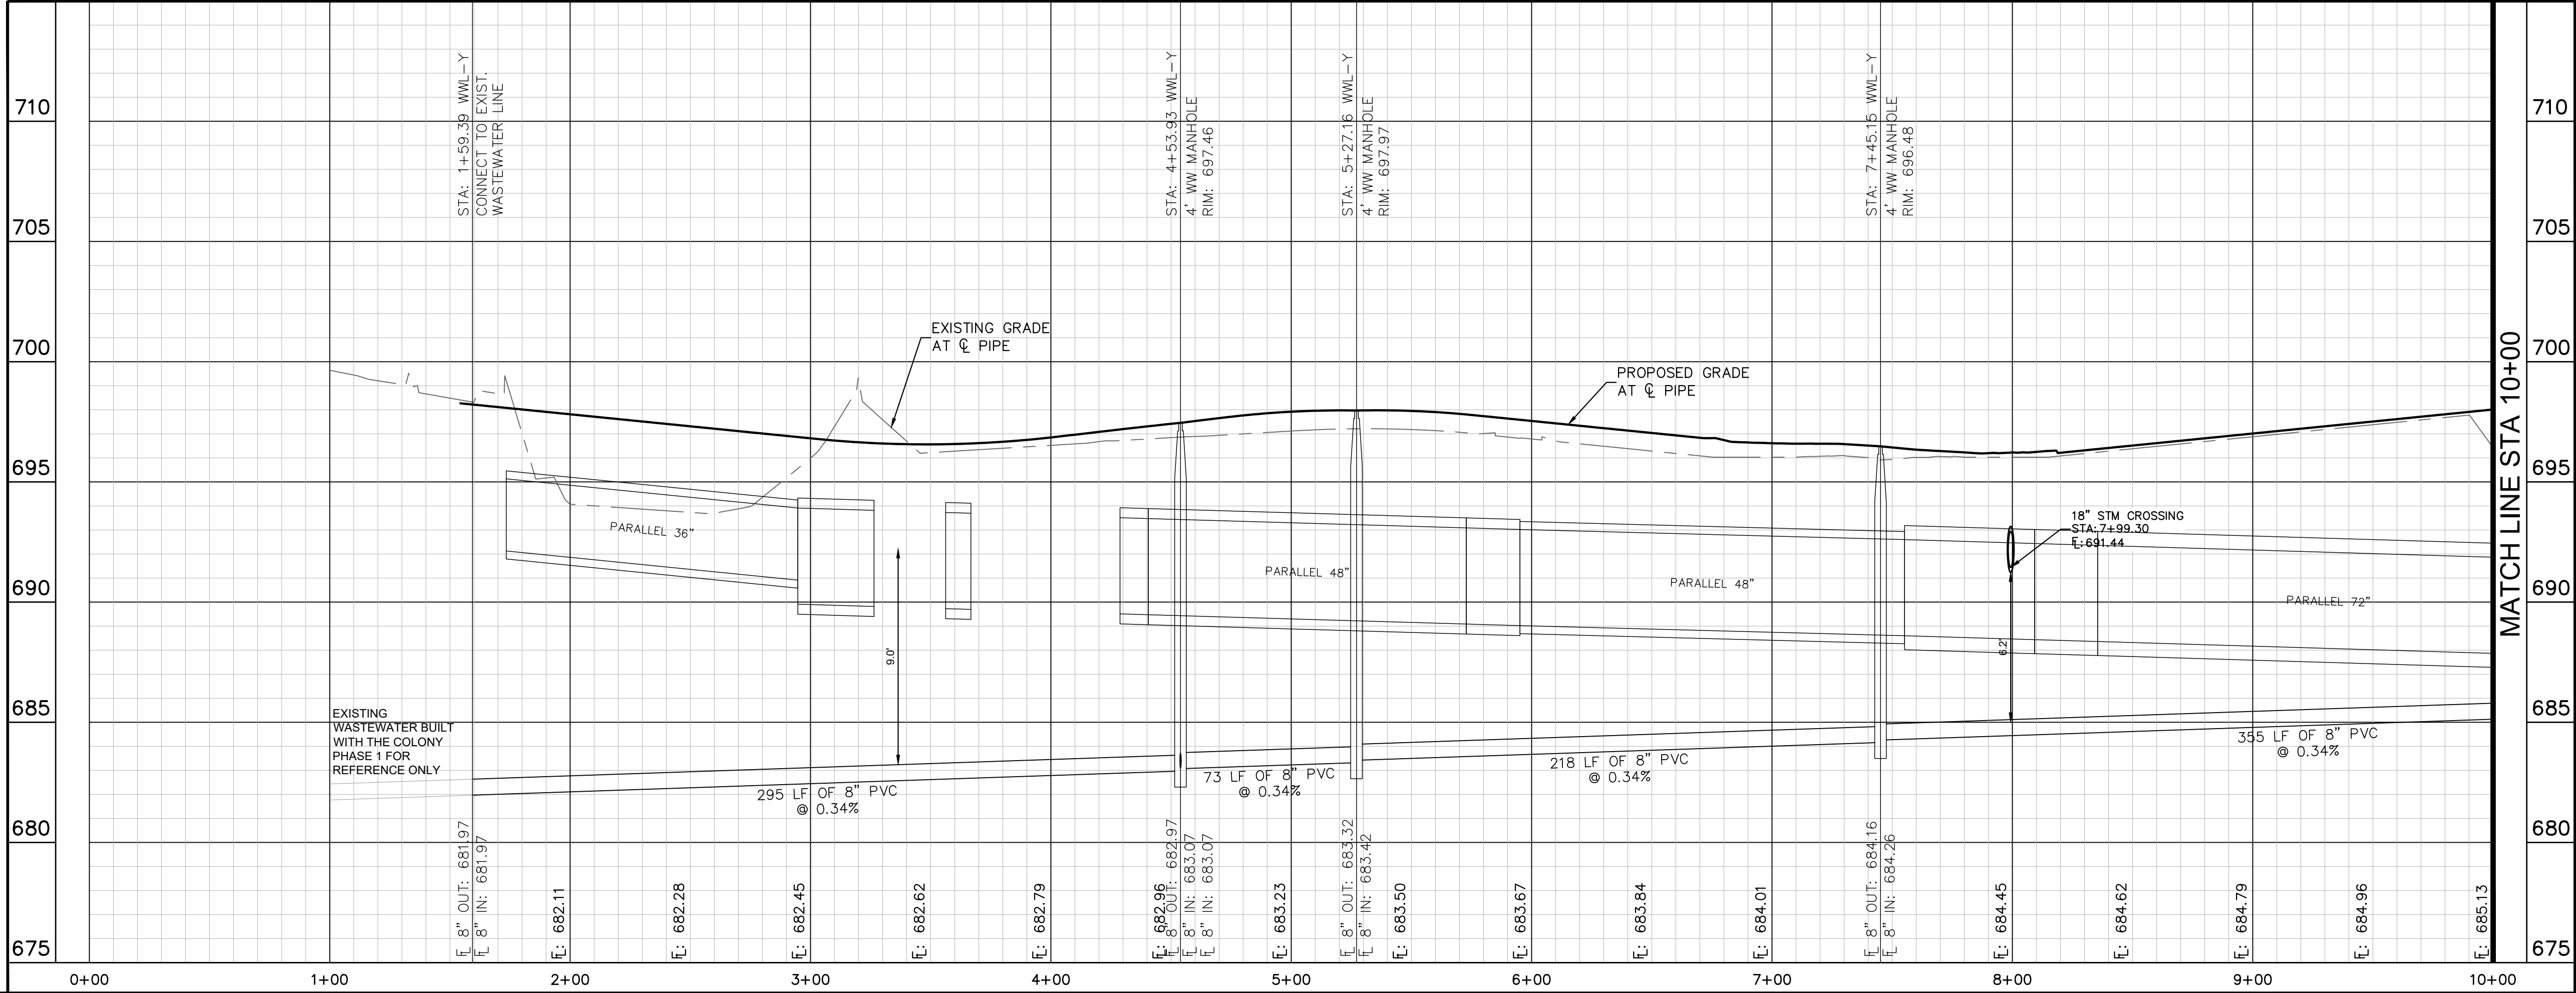 710
705
700
695
690
685
680
675
STA: 1+59.39 WWL-Y
CONNECT TO EXIST.
WASTEWATER LINE
STA: 4+53.93 WWL-Y
4' WW MANHOLE
RIM: 697.46
STA: 5+27.16 WWL-Y
4' WW MANHOLE
RIM: 697.97
STA: 7+45.15 WWL-Y
4' WW MANHOLE
RIM: 696.48
710
705
700
695
690
685
680
675
MATCH LINE STA 10+00
EXISTING GRADE
AT ℄ PIPE
PROPOSED GRADE
AT ℄ PIPE
PARALLEL 36"
PARALLEL 48"
PARALLEL 48"
PARALLEL 72"
18" STM CROSSING
STA:7+99.30
FL:691.44
9.0'
6.2'
EXISTING
WASTEWATER BUILT
WITH THE COLONY
PHASE 1 FOR
REFERENCE ONLY
295 LF OF 8" PVC
@ 0.34%
73 LF OF 8" PVC
@ 0.34%
218 LF OF 8" PVC
@ 0.34%
355 LF OF 8" PVC
@ 0.34%
FL 8" OUT: 681.97
FL 8" IN: 681.97
FL: 682.11
FL: 682.28
FL: 682.45
FL: 682.62
FL: 682.79
FL: 682.96
FL 8" OUT: 682.97
FL 8" IN: 683.07
FL 8" IN: 683.07
FL: 683.23
FL 8" OUT: 683.32
FL 8" IN: 683.42
FL: 683.50
FL: 683.67
FL: 683.84
FL: 684.01
FL 8" OUT: 684.16
FL 8" IN: 684.26
FL: 684.45
FL: 684.62
FL: 684.79
FL: 684.96
FL: 685.13
0+00
1+00
2+00
3+00
4+00
5+00
6+00
7+00
8+00
9+00
10+00